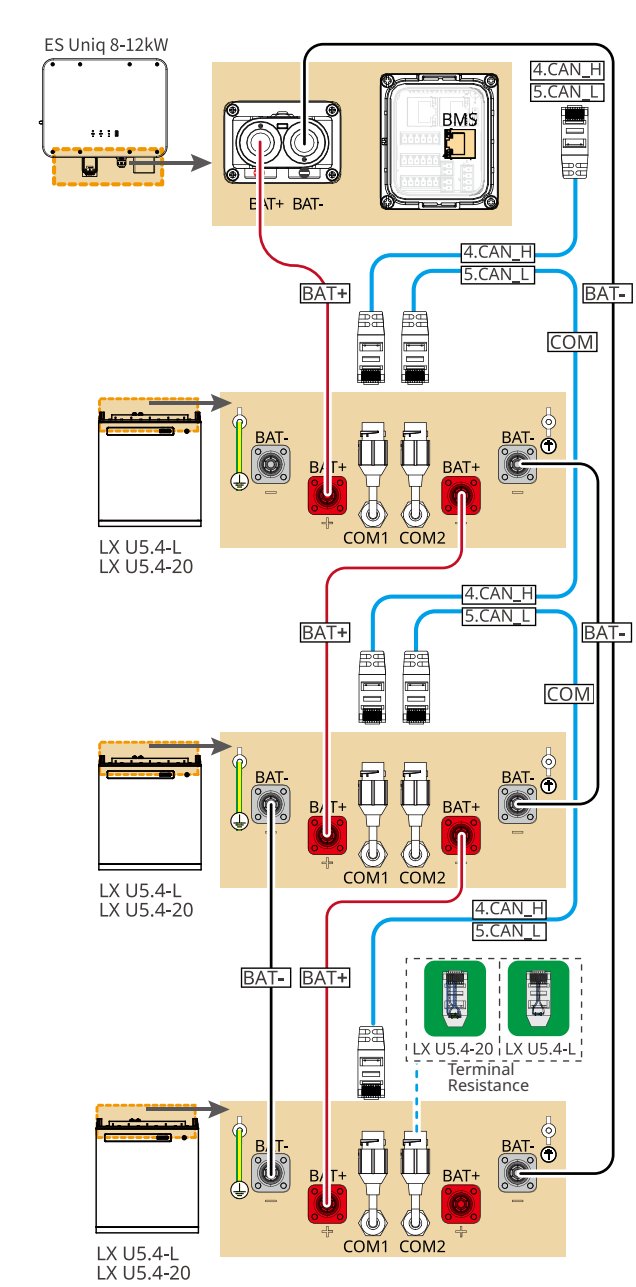 ES Uniq 8-12kW
4.CAN_H
5.CAN_L
BMS
BAT+ BAT-
4.CAN_H
5.CAN_L
BAT+
BAT-
COM
BAT-
BAT+
BAT+
BAT-
COM1 COM2
LX U5.4-L
LX U5.4-20
4.CAN_H
5.CAN_L
BAT+
BAT-
COM
BAT-
BAT+
BAT+
BAT-
COM1 COM2
LX U5.4-L
LX U5.4-20
4.CAN_H
5.CAN_L
BAT-
BAT+
LX U5.4-20
LX U5.4-L
Terminal
Resistance
BAT-
BAT+
BAT+
BAT-
COM1 COM2
LX U5.4-L
LX U5.4-20